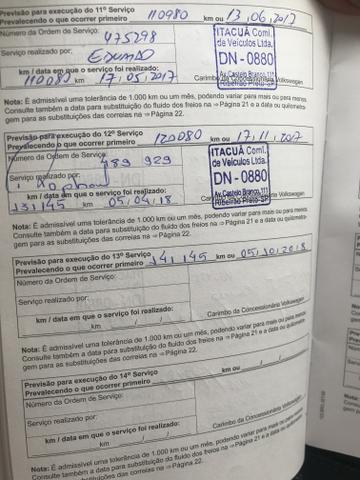 Previsão para execução do 11º Serviço
Prevalecendo o que ocorrer primeiro 110980 km ou 13,06,2017
Número da Ordem de Serviço:
475298
Serviço realizado por:
km / data em que o serviço foi realizado:
110080 km 17,05,2017
ITACUÃ Coml.
de Veículos Ltda.
DN - 0880
Av. Castelo Branco, 111
Ribeirão Preto-SP
Carimbo da Concessionária Volkswagen
Nota: É admissível uma tolerância de 1.000 km ou um mês, podendo variar para mais ou para menos.
Consulte também a data para substituição do fluido dos freios na ⇒Página 21 e a data ou quilometra-
gem para as substituições das correias na ⇒Página 22.
Previsão para execução do 12º Serviço
Prevalecendo o que ocorrer primeiro 120080 km ou 17,11,2017
Número da Ordem de Serviço:
489 929
Serviço realizado por:
km / data em que o serviço foi realizado:
131145 km 05,04,18
ITACUÃ Coml.
de Veículos Ltda.
DN - 0880
Av. Castelo Branco, 111
Ribeirão Preto-SP
Carimbo da Concessionária Volkswagen
Nota: É admissível uma tolerância de 1.000 km ou um mês, podendo variar para mais ou para menos.
Consulte também a data para substituição do fluido dos freios na ⇒Página 21 e a data ou quilometra-
gem para as substituições das correias na ⇒Página 22.
Previsão para execução do 13º Serviço
Prevalecendo o que ocorrer primeiro 141145 km ou 05,10,2018
Número da Ordem de Serviço:
Serviço realizado por:
km / data em que o serviço foi realizado:
km / /
Carimbo da Concessionária Volkswagen
Nota: É admissível uma tolerância de 1.000 km ou um mês, podendo variar para mais ou para menos.
Consulte também a data para substituição do fluido dos freios na ⇒Página 21 e a data ou quilometra-
gem para as substituições das correias na ⇒Página 22.
Previsão para execução do 14º Serviço
Prevalecendo o que ocorrer primeiro km ou / /
Número da Ordem de Serviço:
Serviço realizado por:
km / data em que o serviço foi realizado:
km / /
Carimbo da Concessionária Volkswagen
Nota: É admissível uma tolerância de 1.000 km ou um mês, podendo variar para mais ou para menos.
Consulte também a data para substituição do fluido dos freios na ⇒Página 21 e a data ou quilometra-
gem para as substituições das correias na ⇒Página 22.